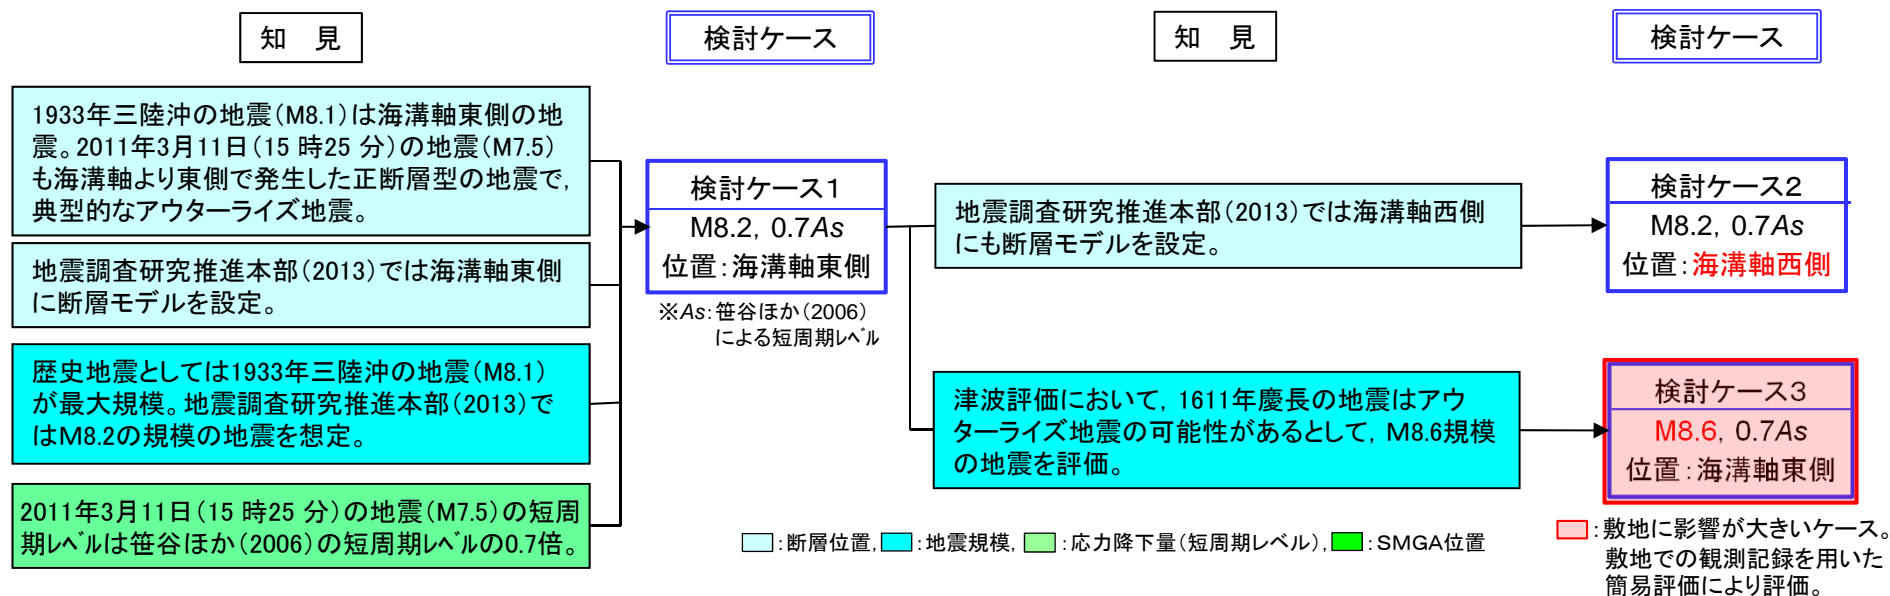 知　見
検討ケース
知　見
検討ケース
1933年三陸沖の地震(M8.1)は海溝軸東側の地
震。2011年3月11日(15 時25 分)の地震(M7.5)
も海溝軸より東側で発生した正断層型の地震で,
典型的なアウターライズ地震。
地震調査研究推進本部(2013)では海溝軸東側
に断層モデルを設定。
歴史地震としては1933年三陸沖の地震(M8.1)
が最大規模。地震調査研究推進本部(2013)で
はM8.2の規模の地震を想定。
2011年3月11日(15 時25 分)の地震(M7.5)の短周
期ﾚﾍﾞﾙは笹谷ほか(2006)の短周期ﾚﾍﾞﾙの0.7倍。
検討ケース1
M8.2, 0.7As
位置:海溝軸東側
※As:笹谷ほか(2006)
による短周期ﾚﾍﾞﾙ
地震調査研究推進本部(2013)では海溝軸西側
にも断層モデルを設定。
津波評価において, 1611年慶長の地震はアウ
ターライズ地震の可能性があるとして, M8.6規模
の地震を評価。
検討ケース2
M8.2, 0.7As
位置:海溝軸西側
検討ケース3
M8.6, 0.7As
位置:海溝軸東側
:断層位置, :地震規模, :応力降下量(短周期レベル), :SMGA位置
:敷地に影響が大きいケース。
敷地での観測記録を用いた
簡易評価により評価。